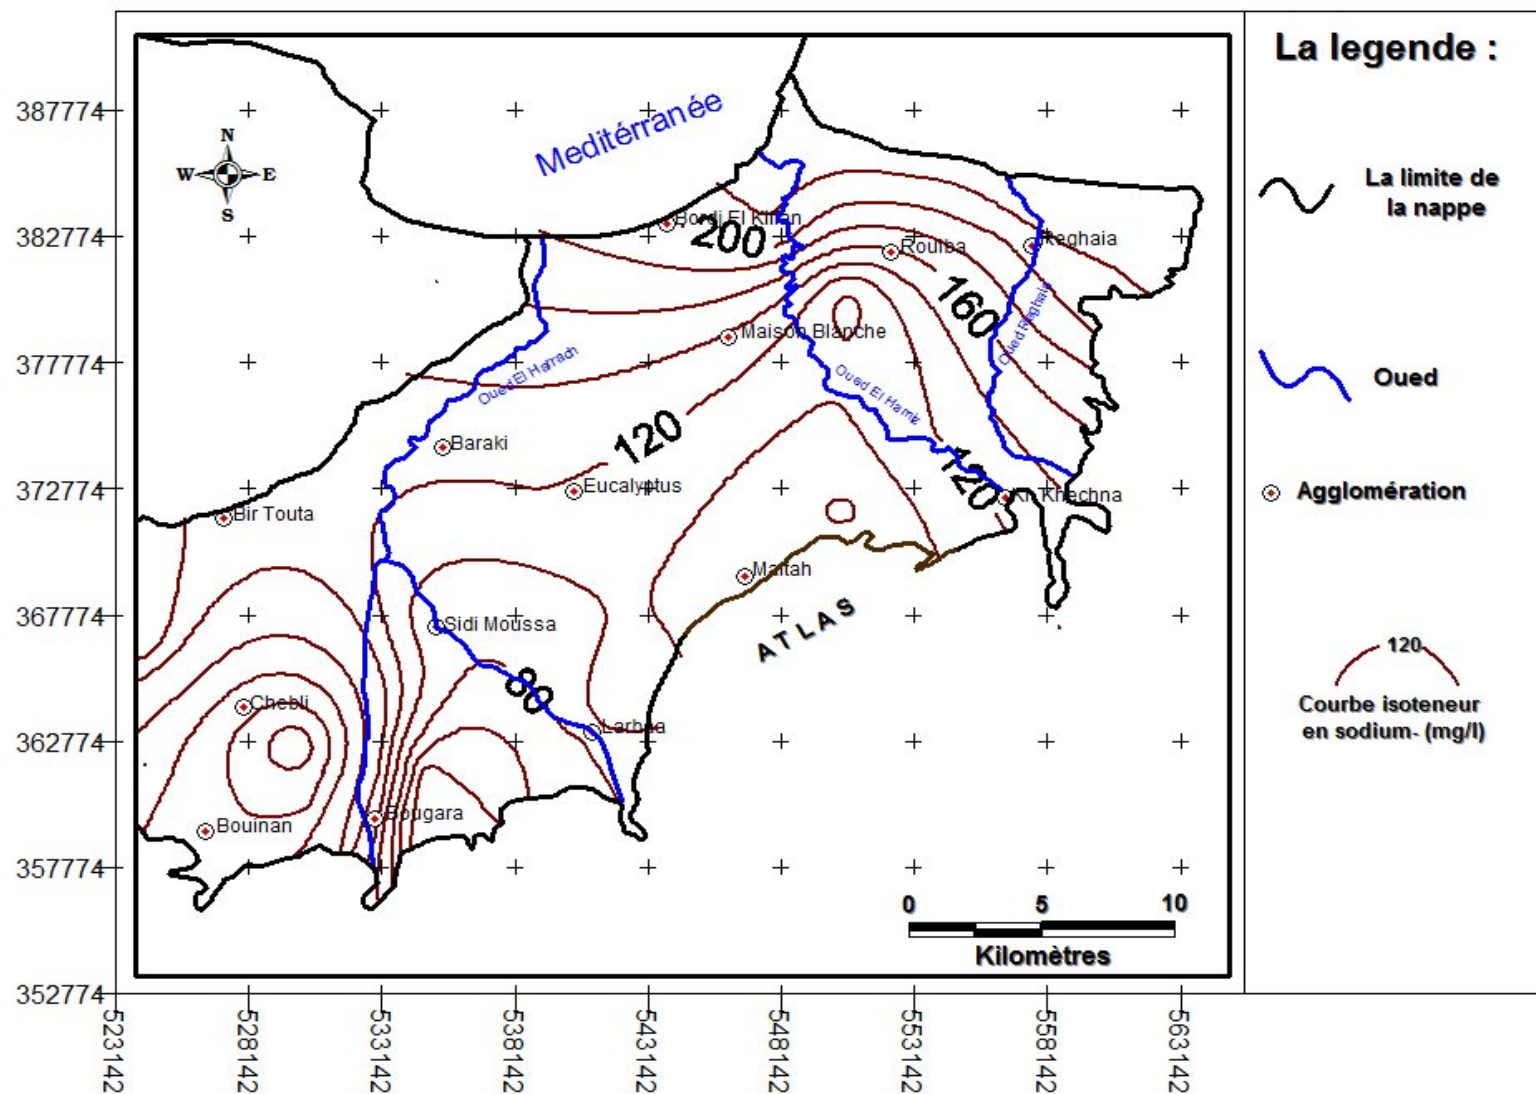 La legende :
387774
Meditérranée
N
W E
S
La limite de
la nappe
382774
Bordj El Kiffan
200
Rouiba
Reghaia
160
Oued Reghaia
Maison Blanche
377774
Oued El Harrach
Oued El Hamiz
Oued
120
Baraki
120
372774
Eucalyptus
Kh Khechna
Agglomération
Bir Touta
Maftah
367774
ATLAS
Sidi Moussa
120
80
Chebli
Larbaa
Courbe isoteneur
en sodium- (mg/l)
362774
Bougara
Bouinan
357774
0 5 10
Kilomètres
352774
523142
528142
533142
538142
543142
548142
553142
558142
563142